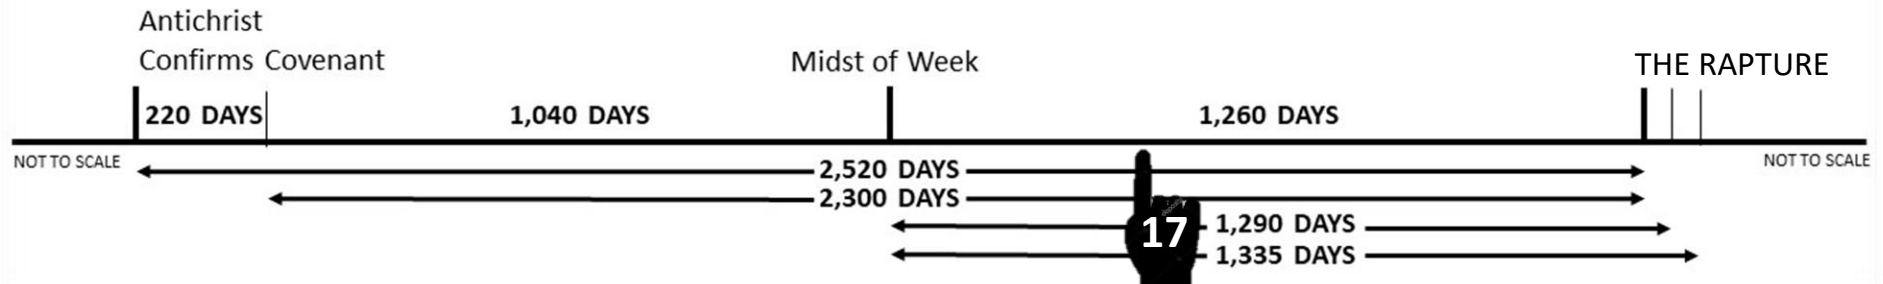 Antichrist
Confirms Covenant
Midst of Week
THE RAPTURE
220 DAYS
1,040 DAYS
1,260 DAYS
NOT TO SCALE
NOT TO SCALE
2,520 DAYS
2,300 DAYS
17
1,290 DAYS
1,335 DAYS